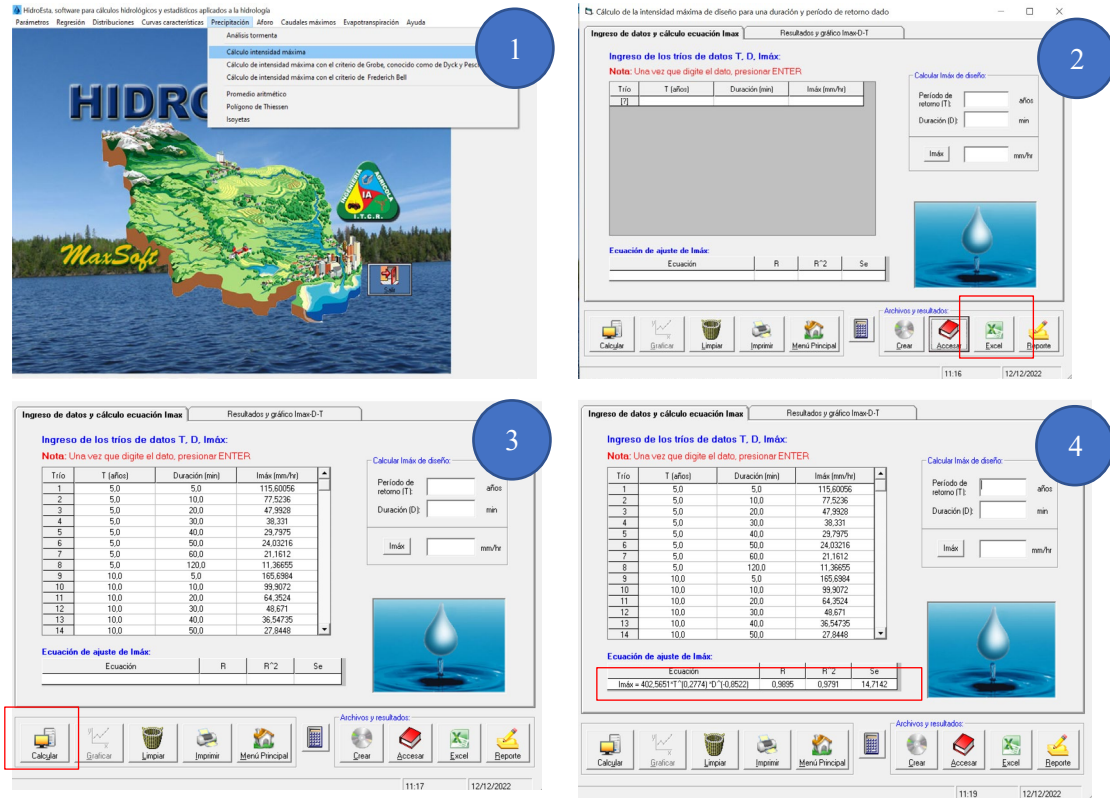 HidroEsta, software para cálculos hidrológicos y estadísticos aplicados a la hidrología
Parámetros Regresión Distribuciones Curvas características Precipitación Aforo Caudales máximos Evapotranspiración Ayuda
Análisis tormenta
Cálculo intensidad máxima
Cálculo de intensidad máxima con el criterio de Grobe, conocido como de Dyck y Pesc
Cálculo de intensidad máxima con el criterio de Frederich Bell
Promedio aritmético
Polígono de Thiessen
Isoyetas
1
HIDRO
INGENIERIA
AGRICOLA
IA
I.T.C.R.
MaxSoft
Salir
Cálculo de la intensidad máxima de diseño para una duración y período de retorno dado
2
Ingreso de datos y cálculo ecuación Imax
Resultados y gráfico Imax-D-T
Ingreso de los tríos de datos T, D, Imáx:
Nota: Una vez que digite el dato, presionar ENTER
Trío T (años) Duración (min) Imáx (mm/hr)
[?]
Calcular Imáx de diseño:
Período de
retorno (T): años
Duración (D): min
Imáx mm/hr
Ecuación de ajuste de Imáx:
Ecuación R R^2 Se
Archivos y resultados:
Calcular Graficar Limpiar Imprimir Menú Principal Crear Accesar Excel Reporte
11:16 12/12/2022
3
Ingreso de datos y cálculo ecuación Imax
Resultados y gráfico Imax-D-T
Ingreso de los tríos de datos T, D, Imáx:
Nota: Una vez que digite el dato, presionar ENTER
Trío T (años) Duración (min) Imáx (mm/hr)
1 5,0 5,0 115,60056
2 5,0 10,0 77,5236
3 5,0 20,0 47,9928
4 5,0 30,0 38,331
5 5,0 40,0 29,7975
6 5,0 50,0 24,03216
7 5,0 60,0 21,1612
8 5,0 120,0 11,36655
9 10,0 5,0 165,6984
10 10,0 10,0 99,9072
11 10,0 20,0 64,3524
12 10,0 30,0 48,671
13 10,0 40,0 36,54735
14 10,0 50,0 27,8448
Calcular Imáx de diseño:
Período de
retorno (T): años
Duración (D): min
Imáx mm/hr
Ecuación de ajuste de Imáx:
Ecuación R R^2 Se
Archivos y resultados:
Calcular Graficar Limpiar Imprimir Menú Principal Crear Accesar Excel Reporte
11:17 12/12/2022
4
Ingreso de datos y cálculo ecuación Imax
Resultados y gráfico Imax-D-T
Ingreso de los tríos de datos T, D, Imáx:
Nota: Una vez que digite el dato, presionar ENTER
Trío T (años) Duración (min) Imáx (mm/hr)
1 5,0 5,0 115,60056
2 5,0 10,0 77,5236
3 5,0 20,0 47,9928
4 5,0 30,0 38,331
5 5,0 40,0 29,7975
6 5,0 50,0 24,03216
7 5,0 60,0 21,1612
8 5,0 120,0 11,36655
9 10,0 5,0 165,6984
10 10,0 10,0 99,9072
11 10,0 20,0 64,3524
12 10,0 30,0 48,671
13 10,0 40,0 36,54735
14 10,0 50,0 27,8448
Calcular Imáx de diseño:
Período de
retorno (T): años
Duración (D): min
Imáx mm/hr
Ecuación de ajuste de Imáx:
Ecuación R R^2 Se
Imáx = 402,5651*T^(0,2774) *D^(-0,8522) 0,9895 0,9791 14,7142
Archivos y resultados:
Calcular Graficar Limpiar Imprimir Menú Principal Crear Accesar Excel Reporte
11:19 12/12/2022